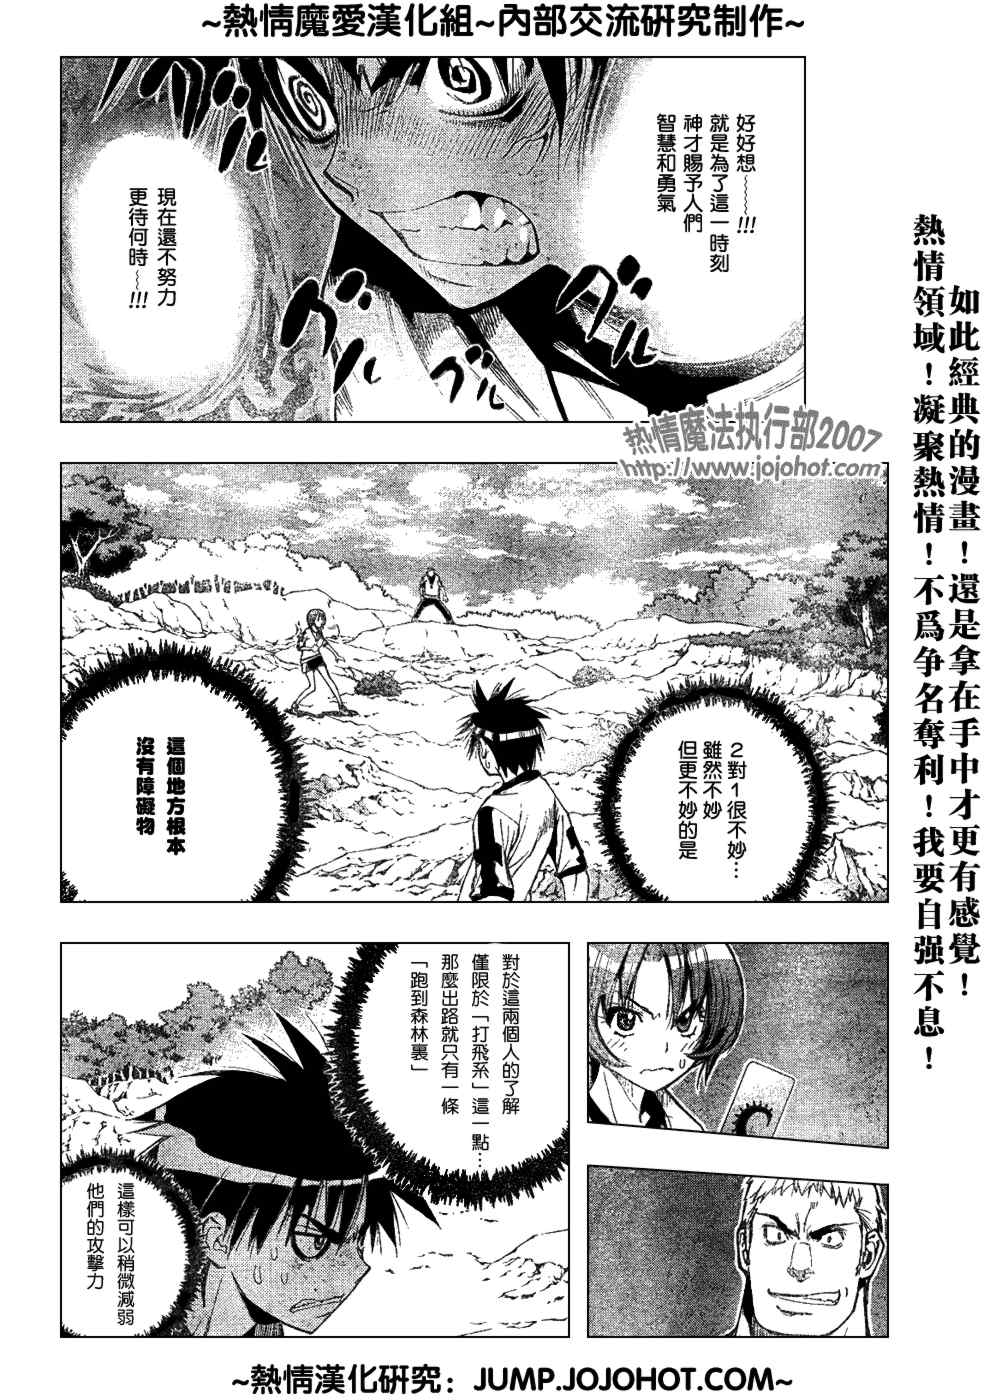 ~熱情魔愛漢化組~內部交流研究制作~
好好想~~~!!!
就是為了這一時刻
神才賜予人們
智慧和勇氣
現在還不努力
更待何時~!!!
グル
グル
グル
熱情魔法执行部2007
http://www.jojohot.com
如此經典的漫畫！還是拿在手中才更有感覺！
熱情領域！凝聚熱情！不爲争名奪利！我要自强不息！
2對1很不妙…
雖然不妙
但更不妙的是
這個地方根本
沒有障礙物
對於這兩個人的了解
僅限於「打飛系」這一點…
那麼出路就只有一條
「跑到森林裏」
這樣可以稍微減弱
他們的攻擊力
~熱情漢化研究：JUMP.JOJOHOT.COM~